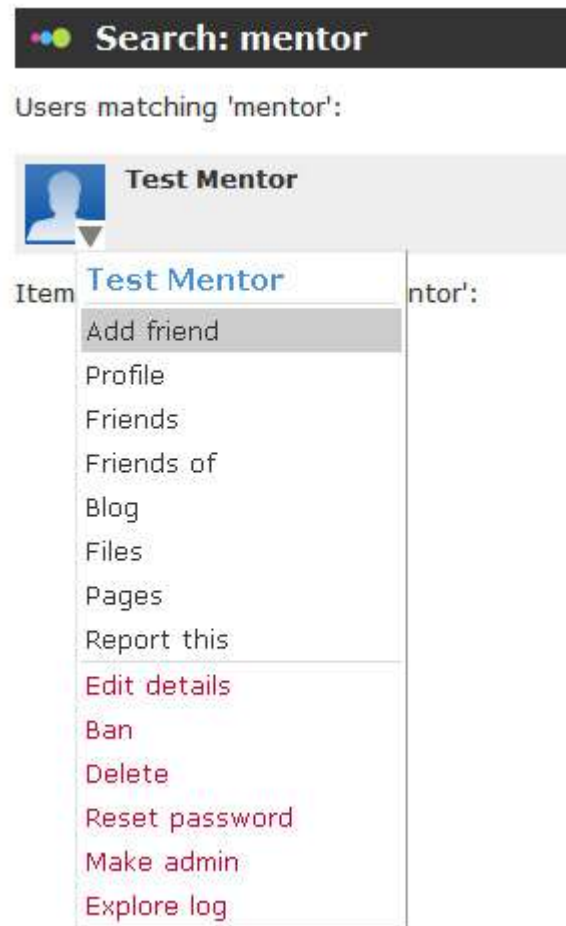 Search: mentor
Users matching 'mentor':
Test Mentor
Test Mentor
Item ntor':
Add friend
Profile
Friends
Friends of
Blog
Files
Pages
Report this
Edit details
Ban
Delete
Reset password
Make admin
Explore log